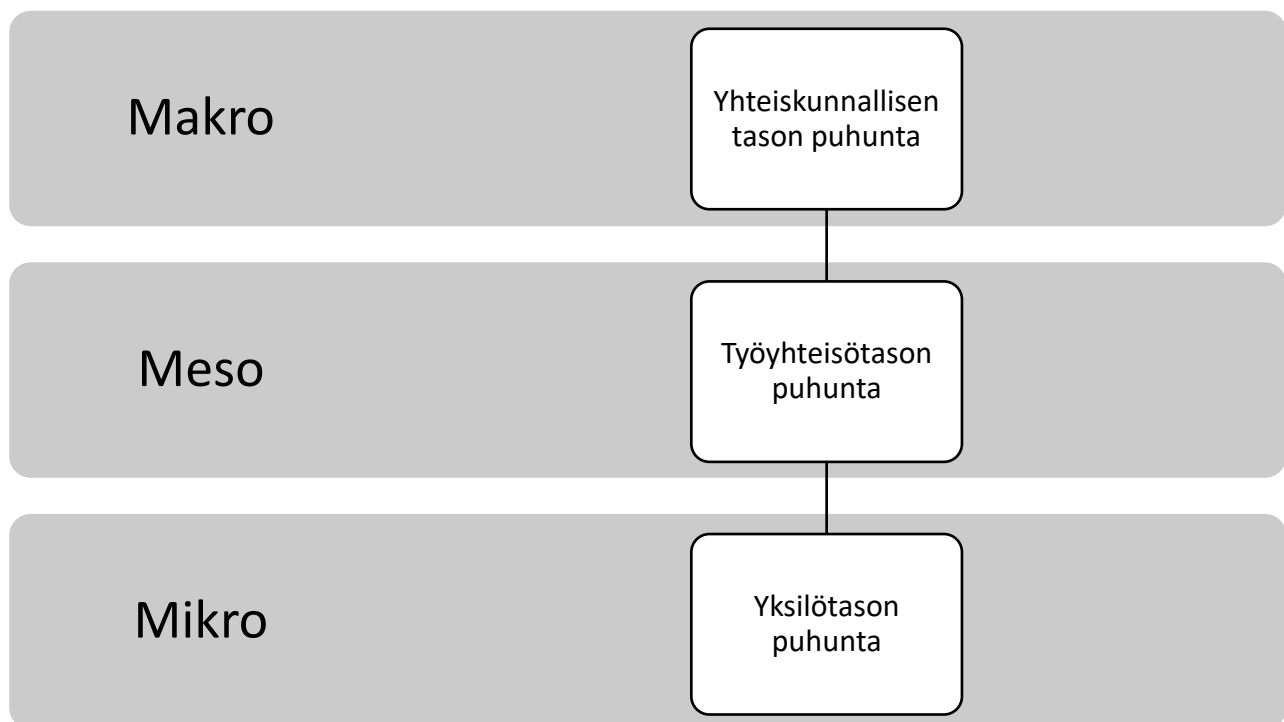 Makro
Yhteiskunnallisen
tason puhunta
Meso
Työyhteisötason
puhunta
Mikro
Yksilötason
puhunta